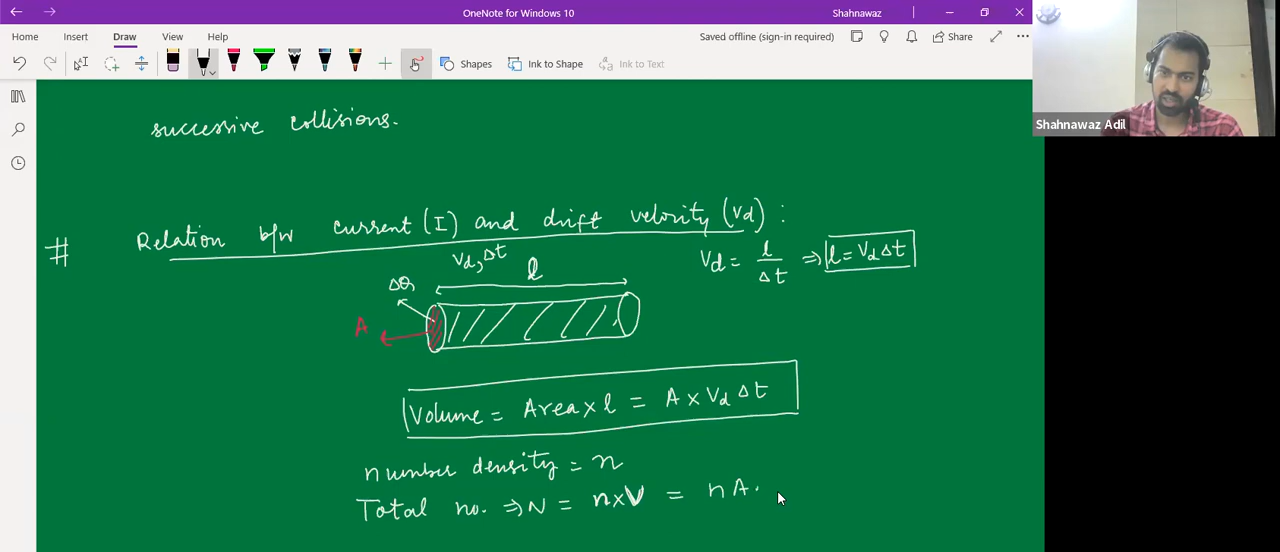 OneNote for Windows 10
Shahnawaz
Home Insert Draw View Help
Saved offline (sign-in required)
Share
Shapes
Ink to Shape
Ink to Text
Shahnawaz Adil
successive collisions.
# Relation b/w current (I) and drift velocity (Vd) :
Vd = l/Δt ⇒ l = Vd Δt
Vd, Δt
l
ΔQ
A
Volume = Area × l = A × Vd Δt
number density = n
Total no. ⇒ N = n×V = nA.